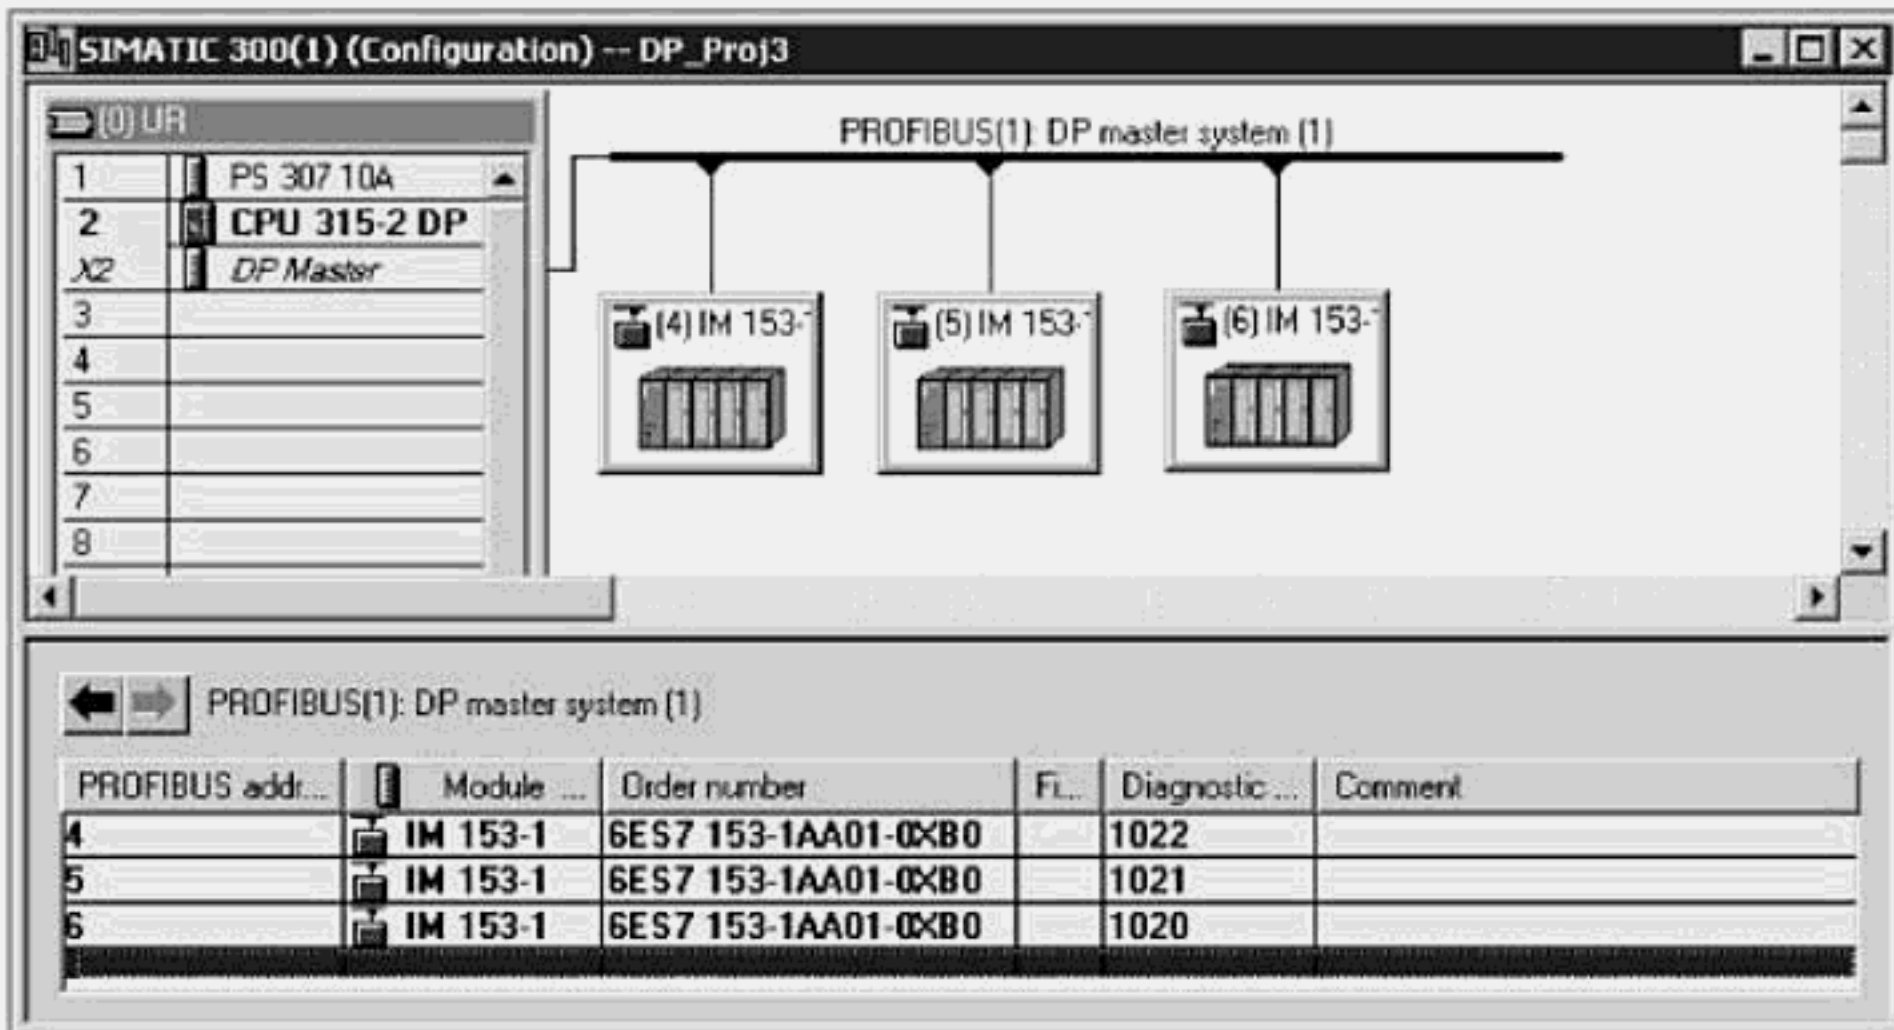 SIMATIC 300(1) (Configuration) -- DP_Proj3
(0) UR
1 PS 307 10A
2 CPU 315-2 DP
X2 DP Master
3
4
5
6
7
8
PROFIBUS(1): DP master system (1)
(4) IM 153-1
(5) IM 153-
(6) IM 153-1
PROFIBUS(1): DP master system (1)
PROFIBUS addr... Module ... Order number Fi... Diagnostic ... Comment
4 IM 153-1 6ES7 153-1AA01-0XB0 1022
5 IM 153-1 6ES7 153-1AA01-0XB0 1021
6 IM 153-1 6ES7 153-1AA01-0XB0 1020